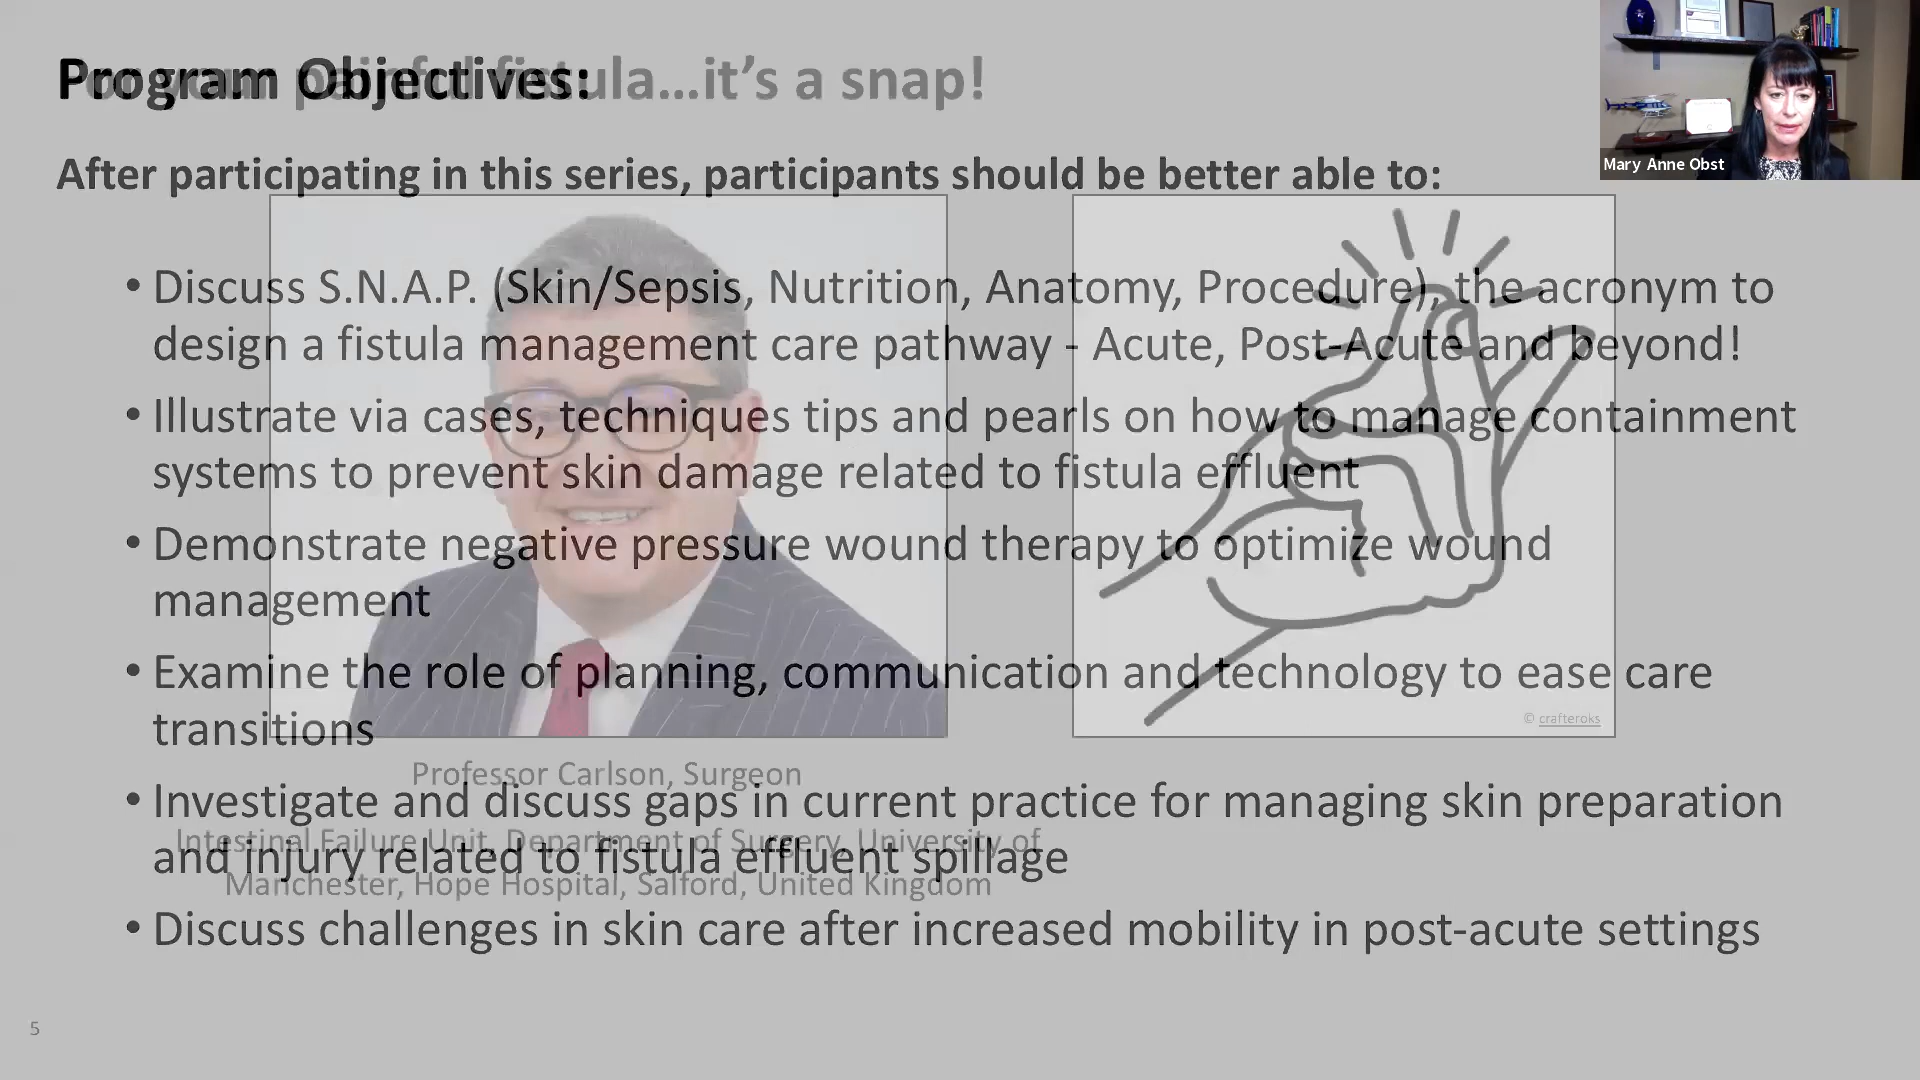 Program Objectives:
painful fistula...it's a snap!
Mary Anne Obst
After participating in this series, participants should be better able to:
• Discuss S.N.A.P. (Skin/Sepsis, Nutrition, Anatomy, Procedure), the acronym to
design a fistula management care pathway - Acute, Post-Acute and beyond!
• Illustrate via cases, techniques tips and pearls on how to manage containment
systems to prevent skin damage related to fistula effluent
• Demonstrate negative pressure wound therapy to optimize wound
management
• Examine the role of planning, communication and technology to ease care
transitions
© crafteroks
Professor Carlson, Surgeon
• Investigate and discuss gaps in current practice for managing skin preparation
and injury related to fistula effluent spillage
Intestinal Failure Unit, Department of Surgery, University of
Manchester, Hope Hospital, Salford, United Kingdom
• Discuss challenges in skin care after increased mobility in post-acute settings
5